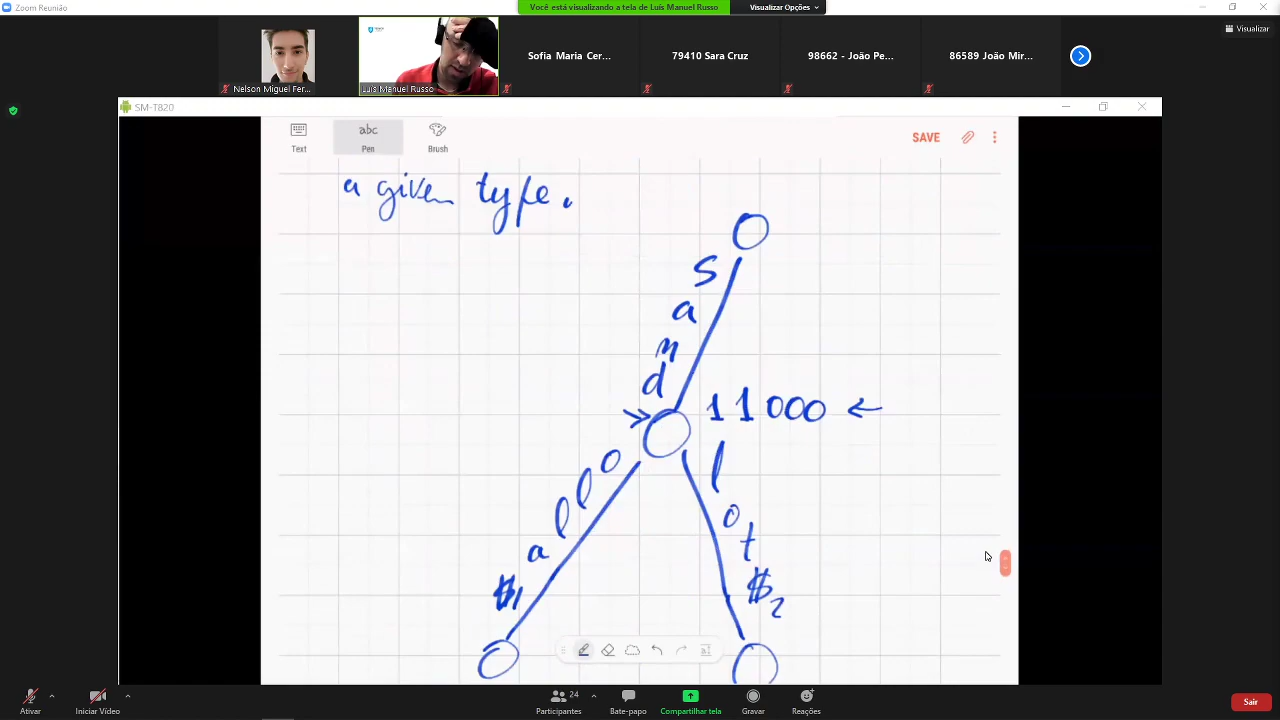 Zoom Reunião
Você está visualizando a tela de Luís Manuel Russo
Visualizar Opções
Visualizar
Nelson Miguel Fer...
Luís Manuel Russo
Sofia Maria Cer...
79410 Sara Cruz
98662 - João Pe...
86589 João Mir...
SM-T820
Text
abc
Pen
Brush
SAVE
a given type.
s
a
n
d
11000 ←
o
l
l
a
$1
l
o
t
$2
Ativar
Iniciar Vídeo
24
Participantes
Bate-papo
Compartilhar tela
Gravar
Reações
Sair